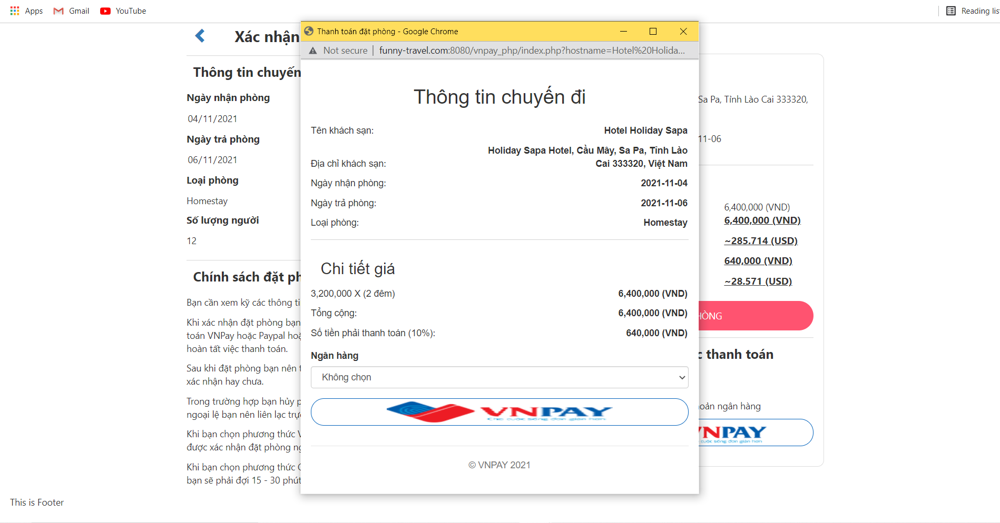 Apps Gmail YouTube Reading lis
Xác nhận
Thông tin chuyến
Ngày nhận phòng
04/11/2021
Ngày trả phòng
06/11/2021
Loại phòng
Homestay
Số lượng người
12
Chính sách đặt ph
Bạn cần xem kỹ các thông ti
Khi xác nhận đặt phòng bạn
toán VNPay hoặc Paypal hoặ
hoàn tất việc thanh toán.
Sau khi đặt phòng bạn nên t
xác nhận hay chưa.
Trong trường hợp bạn hủy p
ngoại lệ bạn nên liên lạc trực
Khi bạn chọn phương thức V
được xác nhận đặt phòng ng
Khi bạn chọn phương thức
bạn sẽ phải đợi 15 - 30 phút
This is Footer
Thanh toán đặt phòng - Google Chrome
Not secure funny-travel.com:8080/vnpay_php/index.php?hostname=Hotel%20Holida...
Thông tin chuyến đi
Tên khách sạn: Hotel Holiday Sapa
Holiday Sapa Hotel, Cầu Mây, Sa Pa, Tỉnh Lào
Địa chỉ khách sạn: Cai 333320, Việt Nam
Ngày nhận phòng: 2021-11-04
Ngày trả phòng: 2021-11-06
Loại phòng: Homestay
Chi tiết giá
3,200,000 X (2 đêm) 6,400,000 (VND)
Tổng cộng: 6,400,000 (VND)
Số tiền phải thanh toán (10%): 640,000 (VND)
Ngân hàng
Không chọn
VNPAY
Cho cuộc sống đơn giản hơn
© VNPAY 2021
Sa Pa, Tỉnh Lào Cai 333320,
11-06
6,400,000 (VND)
6,400,000 (VND)
~285.714 (USD)
640,000 (VND)
~28.571 (USD)
HÒNG
c thanh toán
oản ngân hàng
VNPAY
cuộc sống đơn giản hơn